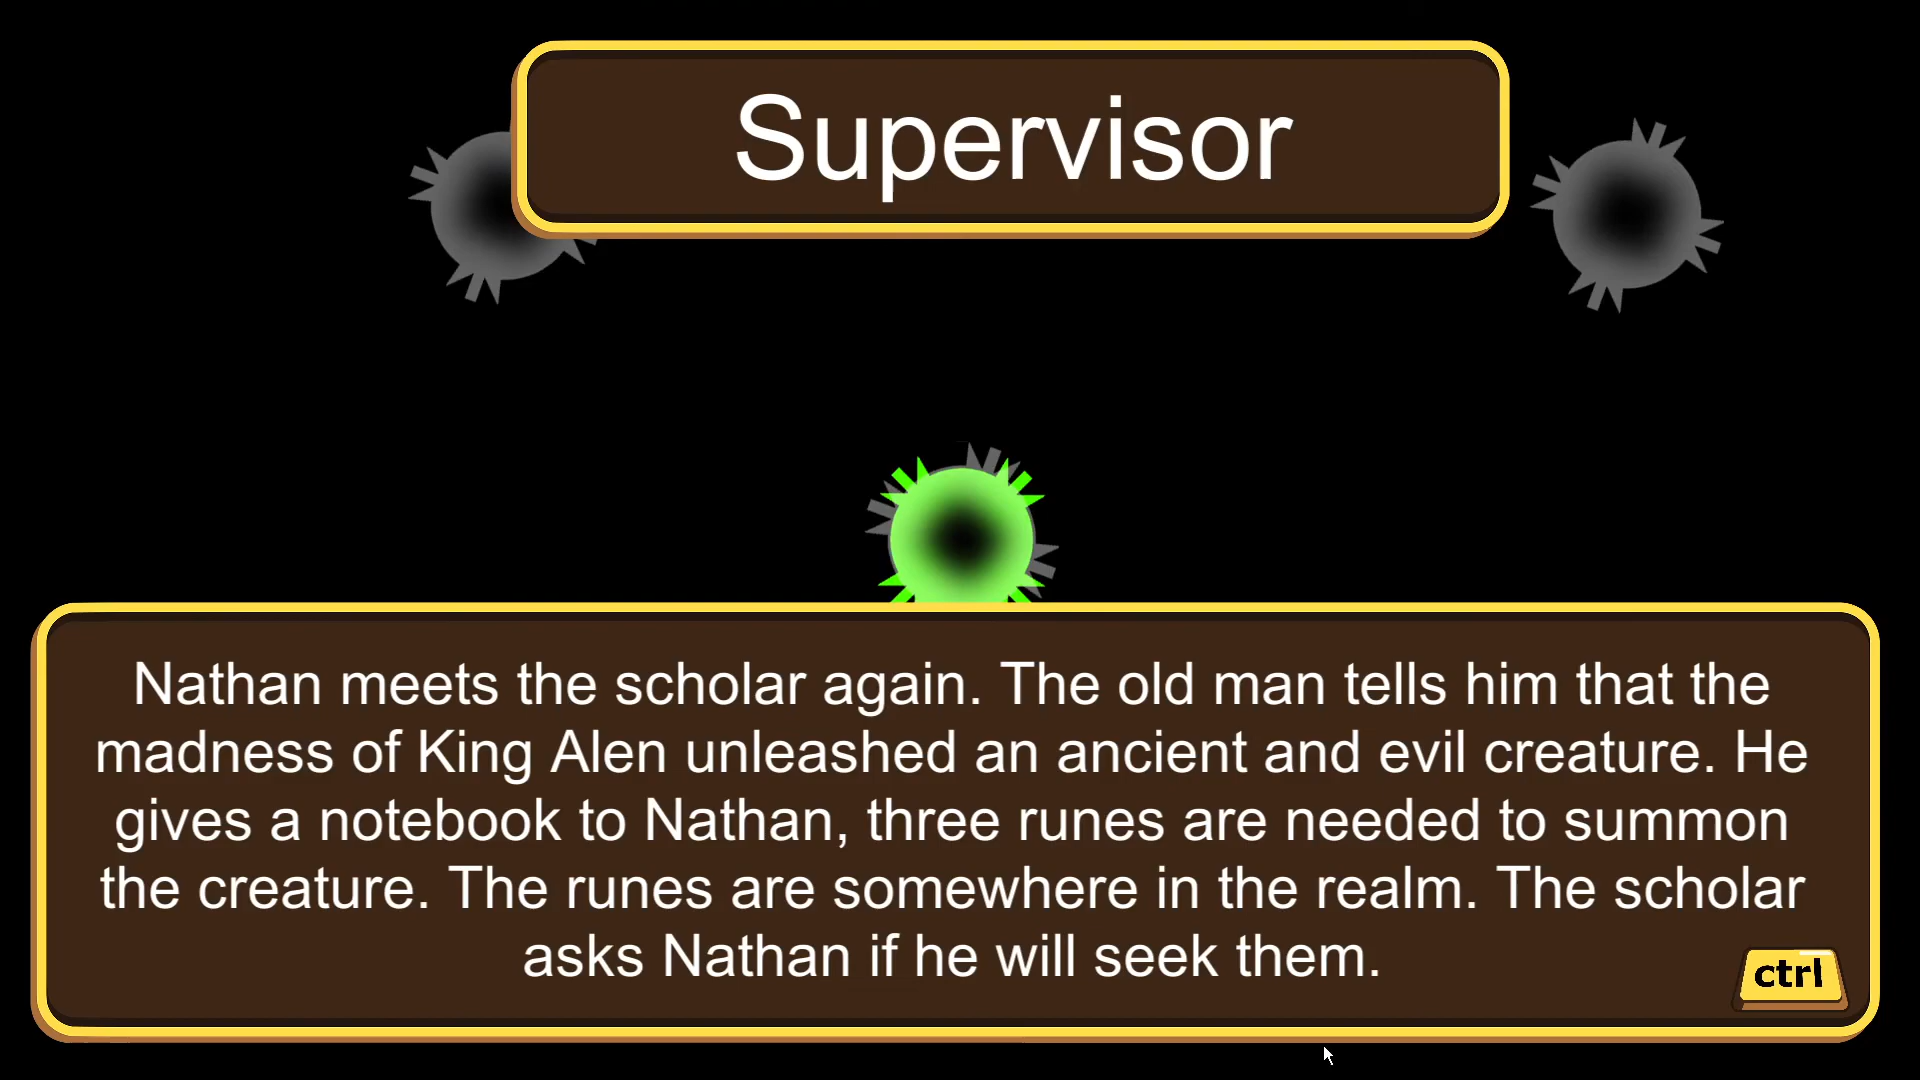 Supervisor
Nathan meets the scholar again. The old man tells him that the
madness of King Alen unleashed an ancient and evil creature. He
gives a notebook to Nathan, three runes are needed to summon
the creature. The runes are somewhere in the realm. The scholar
asks Nathan if he will seek them.
ctrl